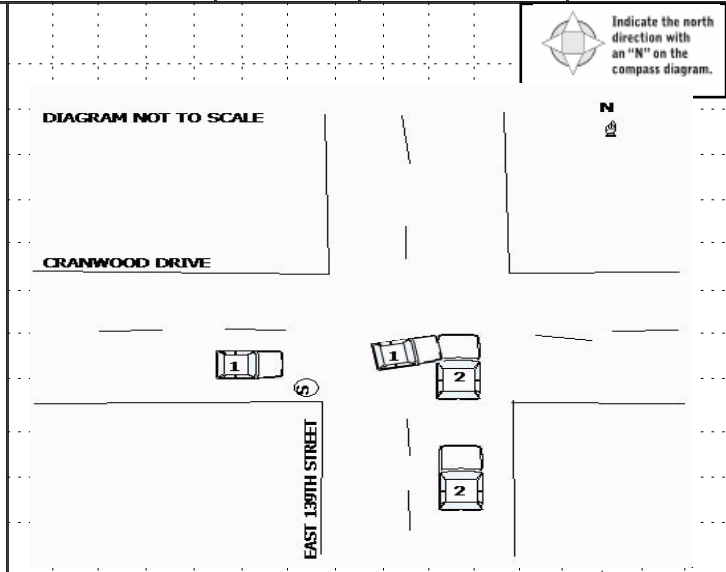 Indicate the north
direction with
an "N" on the
compass diagram.
DIAGRAM NOT TO SCALE
N
CRANWOOD DRIVE
1
1
2
S
EAST 139TH STREET
2